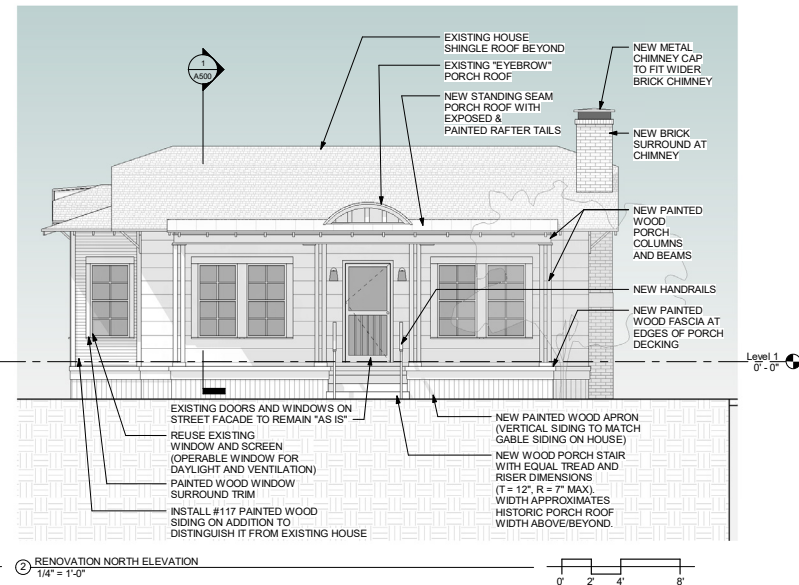 EXISTING HOUSE
SHINGLE ROOF BEYOND
EXISTING "EYEBROW"
PORCH ROOF
NEW STANDING SEAM
PORCH ROOF WITH
EXPOSED &
PAINTED RAFTER TAILS
1
A500
NEW METAL
CHIMNEY CAP
TO FIT WIDER
BRICK CHIMNEY
NEW BRICK
SURROUND AT
CHIMNEY
NEW PAINTED
WOOD
PORCH
COLUMNS
AND BEAMS
NEW HANDRAILS
NEW PAINTED
WOOD FASCIA AT
EDGES OF PORCH
DECKING
Level 1
0' - 0"
EXISTING DOORS AND WINDOWS ON
STREET FACADE TO REMAIN "AS IS"
REUSE EXISTING
WINDOW AND SCREEN
(OPERABLE WINDOW FOR
DAYLIGHT AND VENTILATION)
PAINTED WOOD WINDOW
SURROUND TRIM
INSTALL #117 PAINTED WOOD
SIDING ON ADDITION TO
DISTINGUISH IT FROM EXISTING HOUSE
NEW PAINTED WOOD APRON
(VERTICAL SIDING TO MATCH
GABLE SIDING ON HOUSE)
NEW WOOD PORCH STAIR
WITH EQUAL TREAD AND
RISER DIMENSIONS
(T = 12", R = 7" MAX).
WIDTH APPROXIMATES
HISTORIC PORCH ROOF
WIDTH ABOVE/BEYOND.
2 RENOVATION NORTH ELEVATION
1/4" = 1'-0"
0' 2' 4' 8'